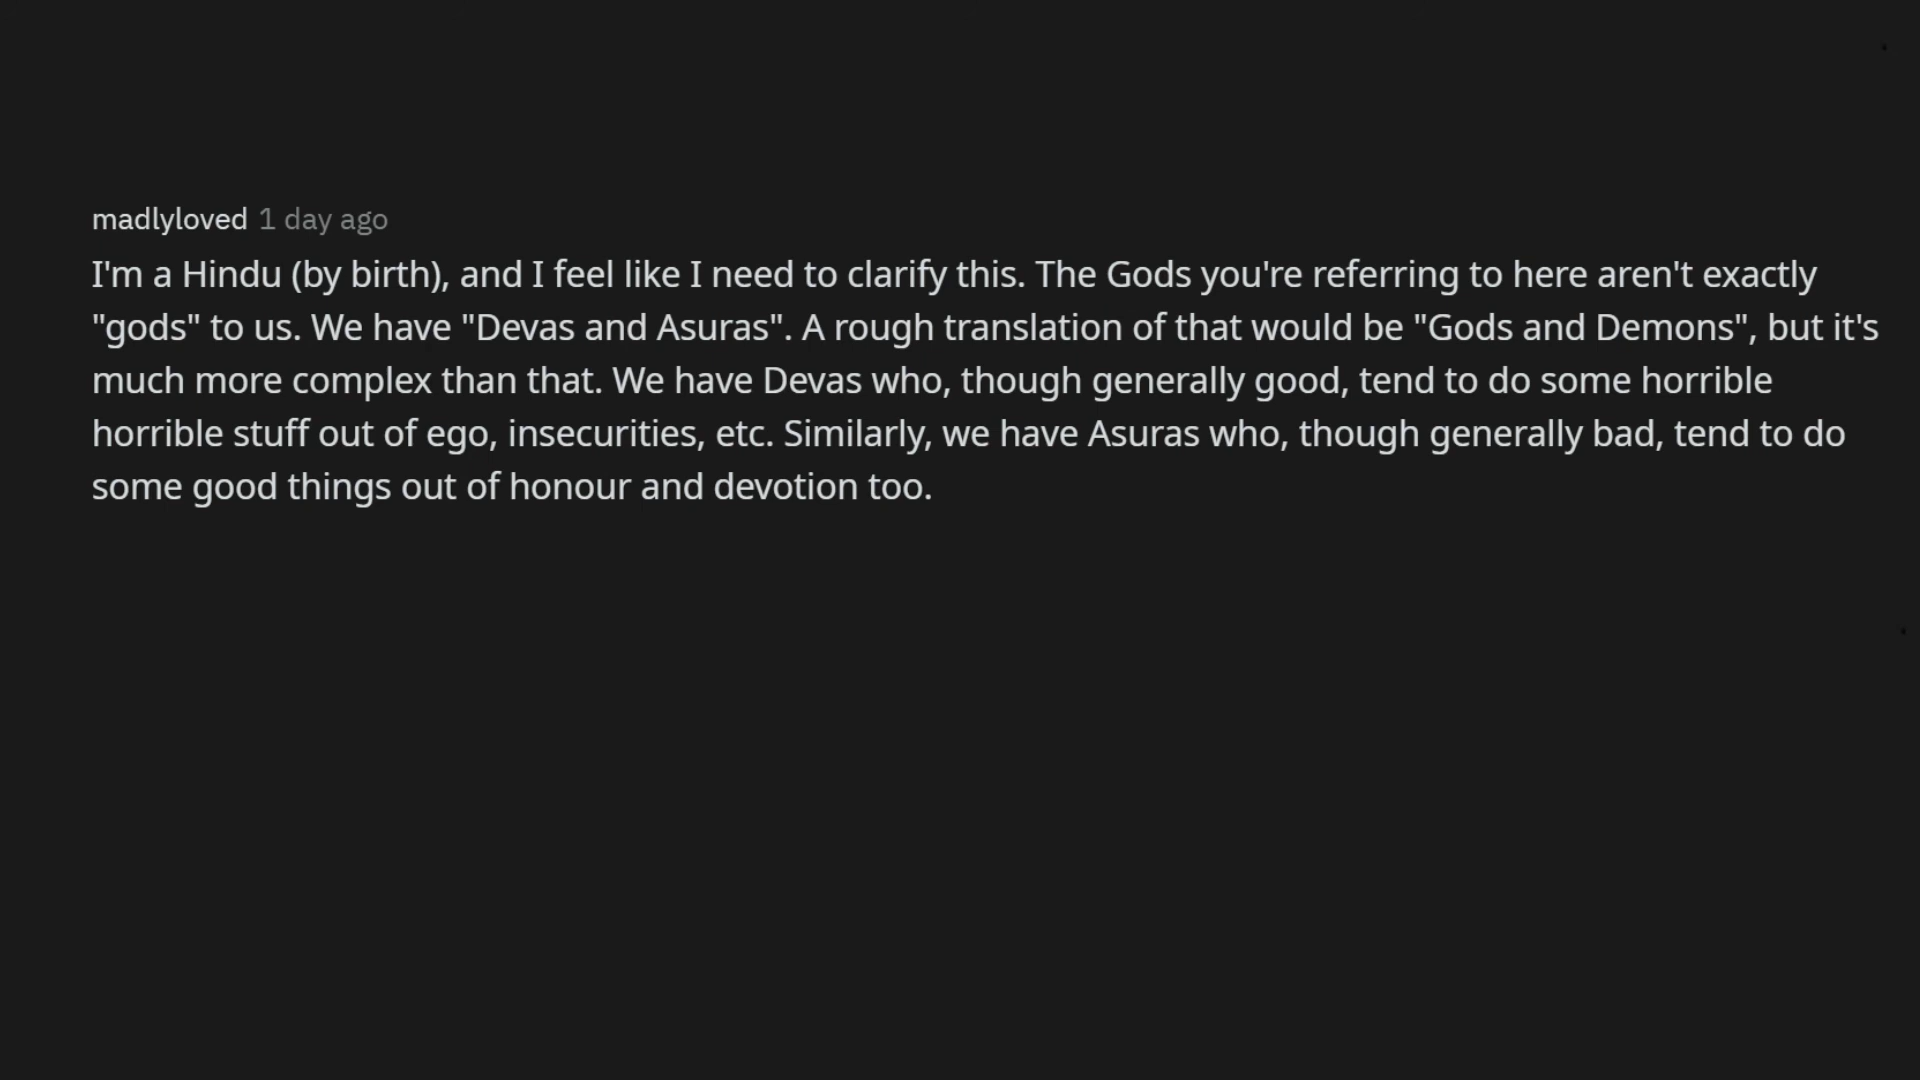 madlyloved 1 day ago
I'm a Hindu (by birth), and I feel like I need to clarify this. The Gods you're referring to here aren't exactly
"gods" to us. We have "Devas and Asuras". A rough translation of that would be "Gods and Demons", but it's
much more complex than that. We have Devas who, though generally good, tend to do some horrible
horrible stuff out of ego, insecurities, etc. Similarly, we have Asuras who, though generally bad, tend to do
some good things out of honour and devotion too.